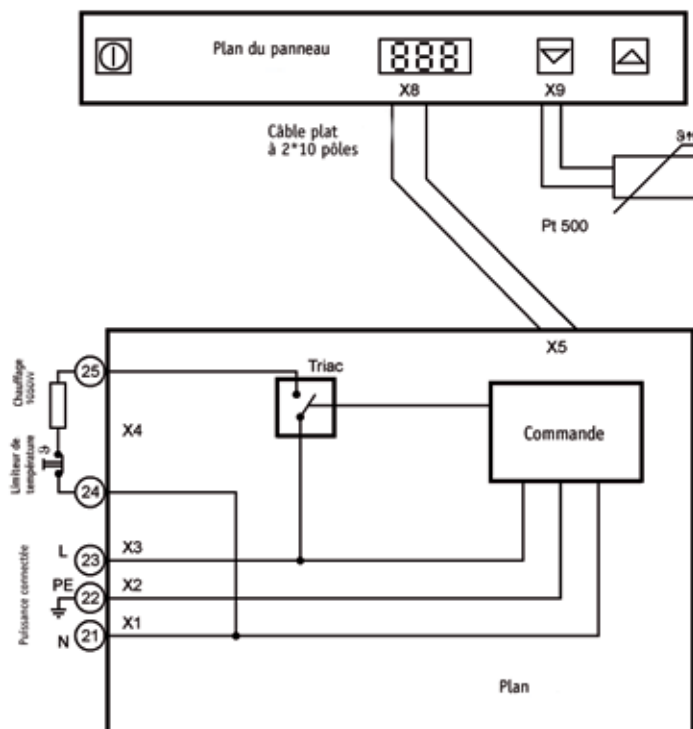 Plan du panneau
888
X8
X9
Câble plat
à 2*10 pôles
Pt 500
X5
25
Triac
Chauffage
X4
Commande
Limiteur de
température
24
L
23
X3
PE
22
X2
Puissance connectée
N
21
X1
Plan